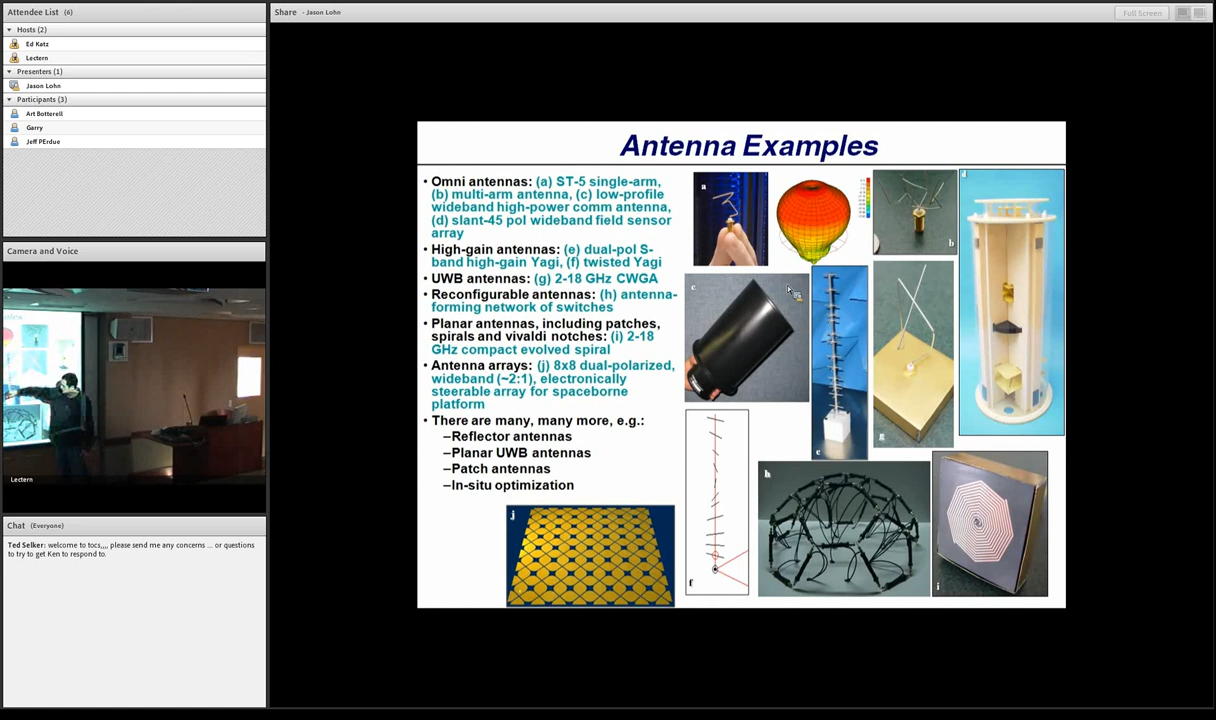 Attendee List (6)
Hosts (2)
Ed Katz
Lectern
Presenters (1)
Jason Lohn
Participants (3)
Art Botterell
Garry
Jeff PErdue
Camera and Voice
Lectern
Chat (Everyone)
Ted Selker: welcome to tocs,,,, please send me any concerns ... or questions
to try to get Ken to respond to.
Share - Jason Lohn
Full Screen
Antenna Examples
• Omni antennas: (a) ST-5 single-arm,
(b) multi-arm antenna, (c) low-profile
wideband high-power comm antenna,
(d) slant-45 pol wideband field sensor
array
• High-gain antennas: (e) dual-pol S-
band high-gain Yagi, (f) twisted Yagi
• UWB antennas: (g) 2-18 GHz CWGA
• Reconfigurable antennas: (h) antenna-
forming network of switches
• Planar antennas, including patches,
spirals and vivaldi notches: (i) 2-18
GHz compact evolved spiral
• Antenna arrays: (j) 8x8 dual-polarized,
wideband (~2:1), electronically
steerable array for spaceborne
platform
• There are many, many more, e.g.:
–Reflector antennas
–Planar UWB antennas
–Patch antennas
–In-situ optimization
a
b
d
c
e
g
f
h
i
j